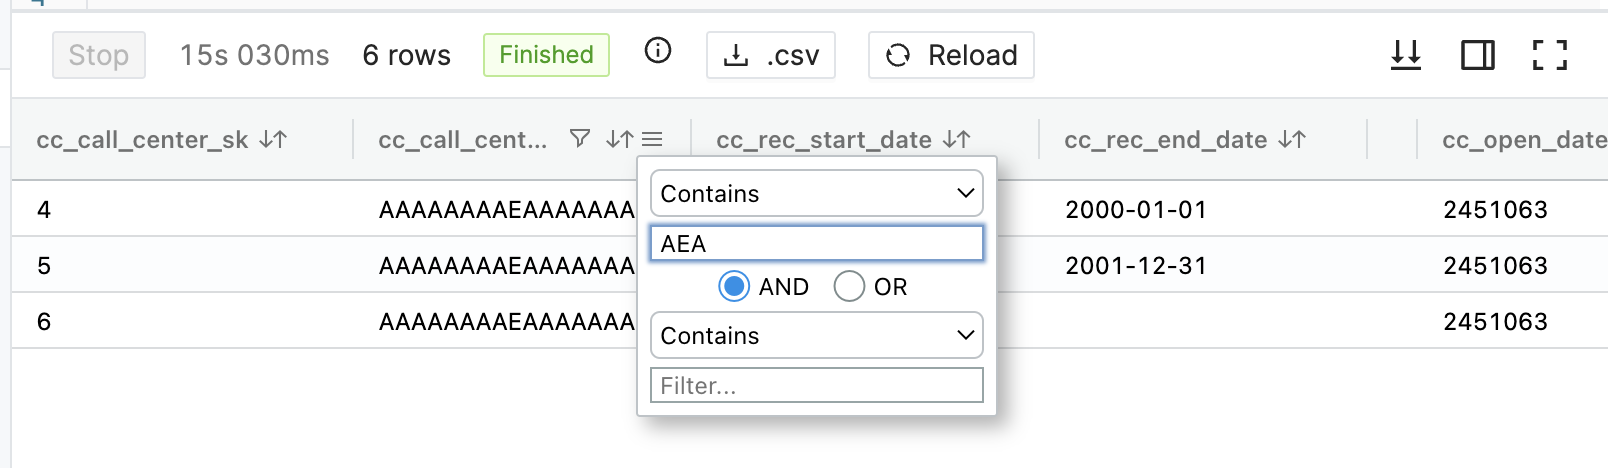 Stop 15s 030ms 6 rows Finished .csv Reload
cc_call_center_sk cc_call_cent... cc_rec_start_date cc_rec_end_date cc_open_date
4 AAAAAAAAEAAAAAAA 2000-01-01 2451063
5 AAAAAAAAEAAAAAAA 2001-12-31 2451063
6 AAAAAAAAEAAAAAAA 2451063
Contains
AEA
AND OR
Contains
Filter...